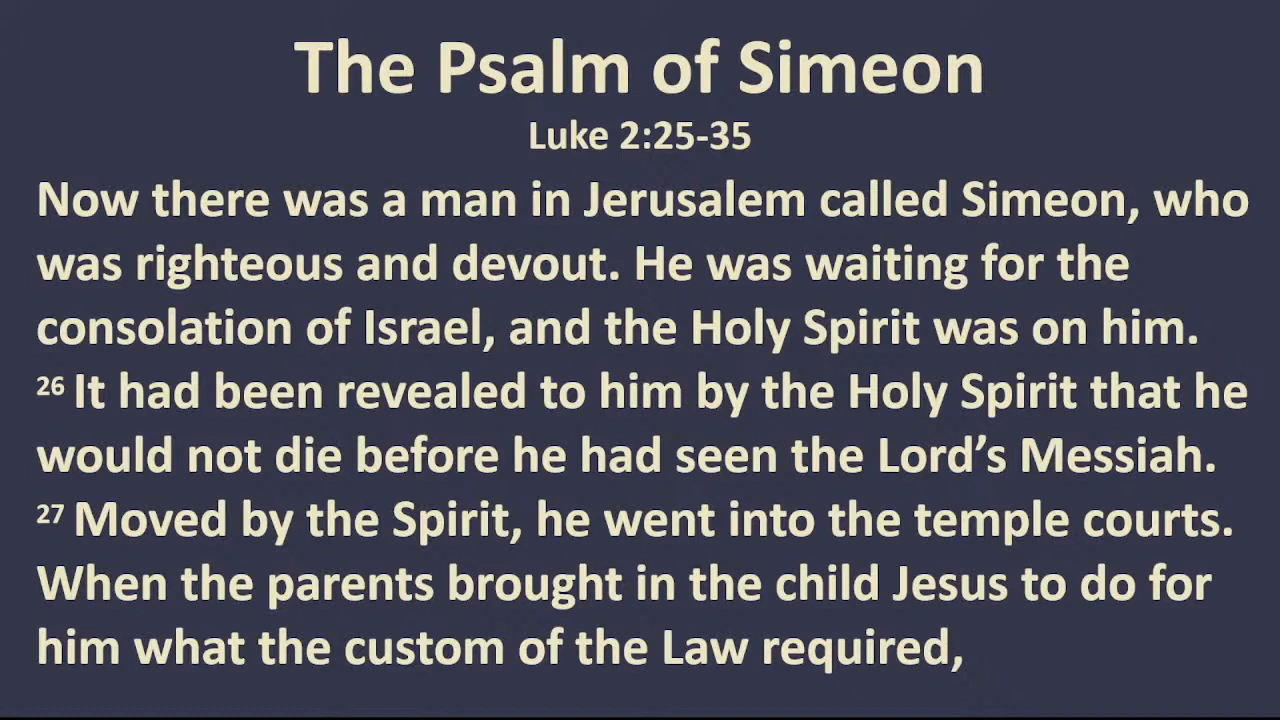 The Psalm of Simeon
Luke 2:25-35
Now there was a man in Jerusalem called Simeon, who
was righteous and devout. He was waiting for the
consolation of Israel, and the Holy Spirit was on him.
26 It had been revealed to him by the Holy Spirit that he
would not die before he had seen the Lord’s Messiah.
27 Moved by the Spirit, he went into the temple courts.
When the parents brought in the child Jesus to do for
him what the custom of the Law required,